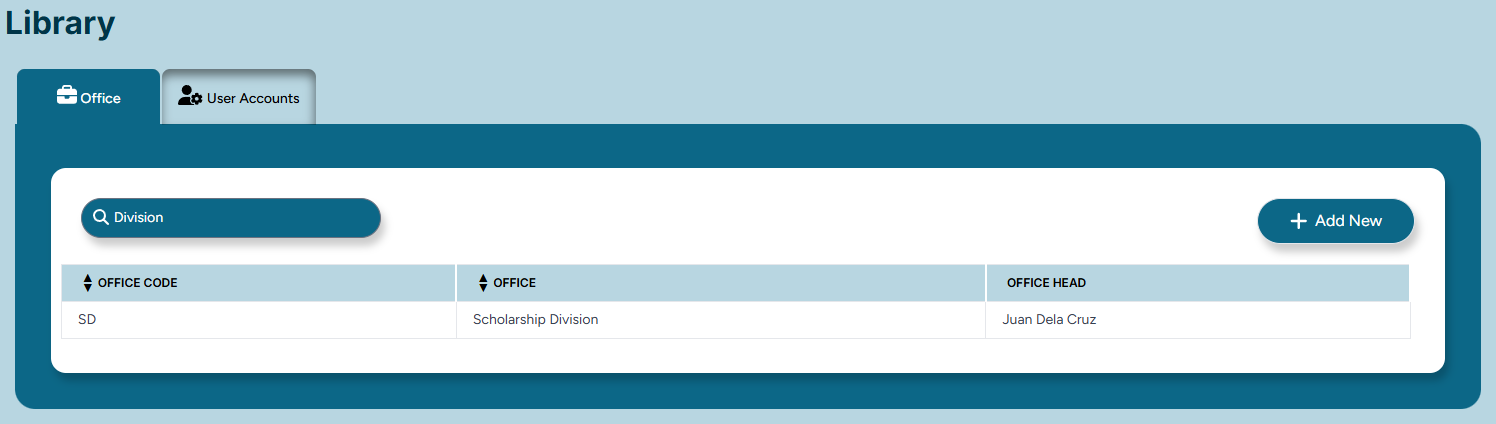 Library
Office User Accounts
Division Add New
OFFICE CODE OFFICE OFFICE HEAD
SD Scholarship Division Juan Dela Cruz